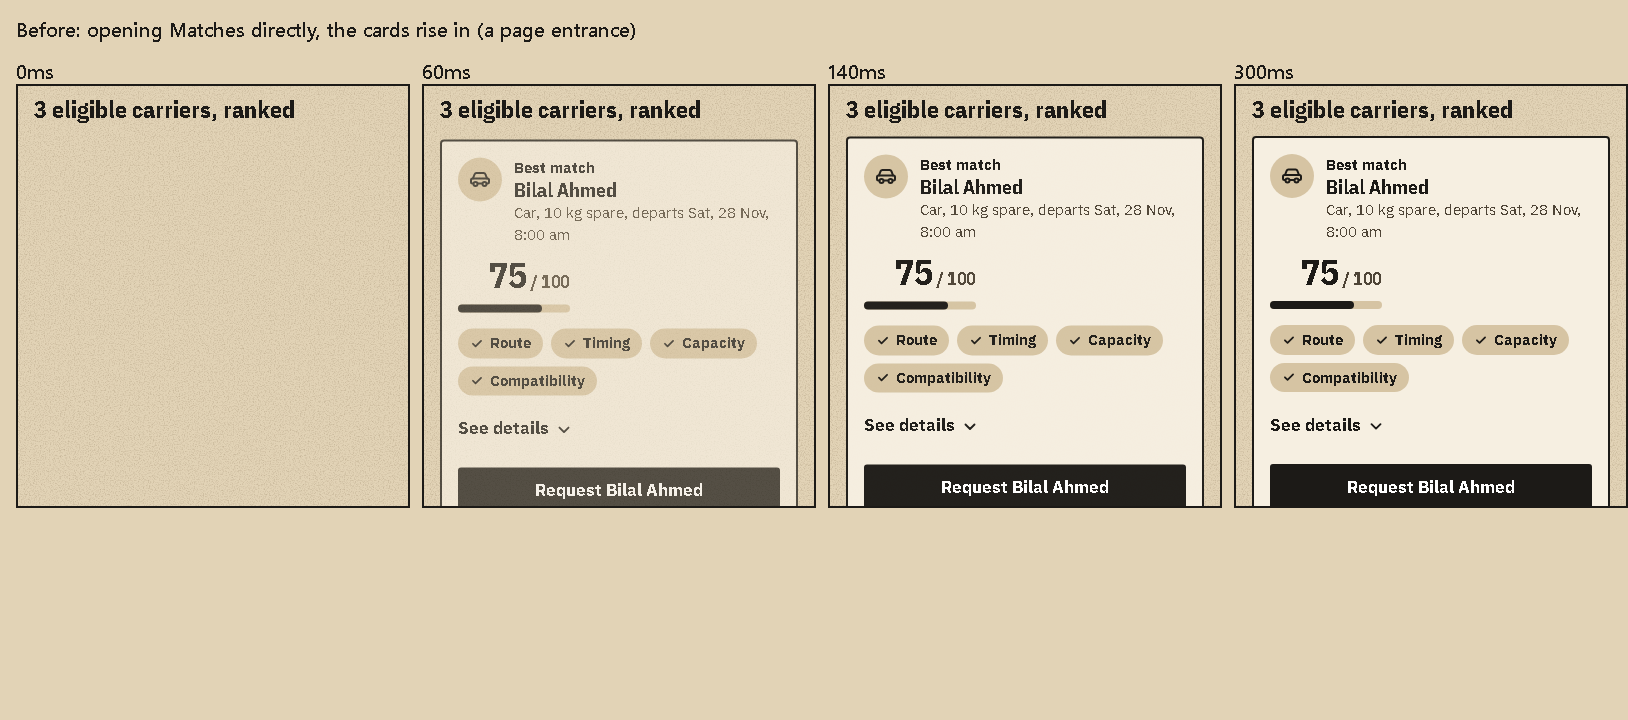 Before: opening Matches directly, the cards rise in (a page entrance)
0ms
3 eligible carriers, ranked
60ms
3 eligible carriers, ranked
Best match
Bilal Ahmed
Car, 10 kg spare, departs Sat, 28 Nov,
8:00 am
75 / 100
Route Timing Capacity
Compatibility
See details
Request Bilal Ahmed
140ms
3 eligible carriers, ranked
Best match
Bilal Ahmed
Car, 10 kg spare, departs Sat, 28 Nov,
8:00 am
75 / 100
Route Timing Capacity
Compatibility
See details
Request Bilal Ahmed
300ms
3 eligible carriers, ranked
Best match
Bilal Ahmed
Car, 10 kg spare, departs Sat, 28 Nov,
8:00 am
75 / 100
Route Timing Capacity
Compatibility
See details
Request Bilal Ahmed